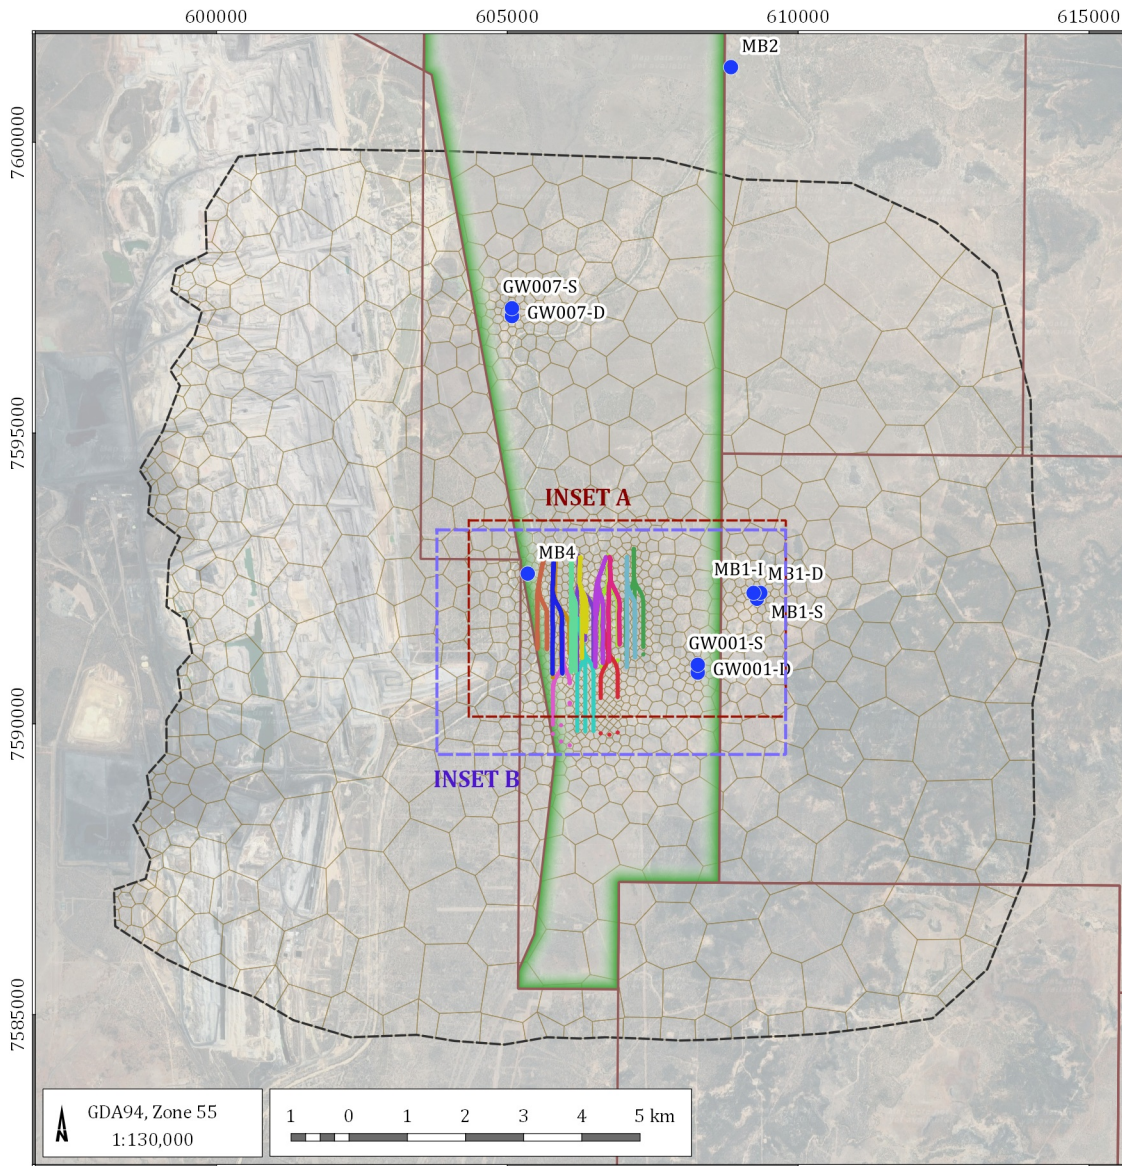 600000
605000
610000
615000
MB2
7600000
GW007-S
GW007-D
7595000
INSET A
MB4
MB1-I
MB1-D
MB1-S
GW001-S
GW001-D
7590000
INSET B
7585000
GDA94, Zone 55
1:130,000
1 0 1 2 3 4 5 km
N